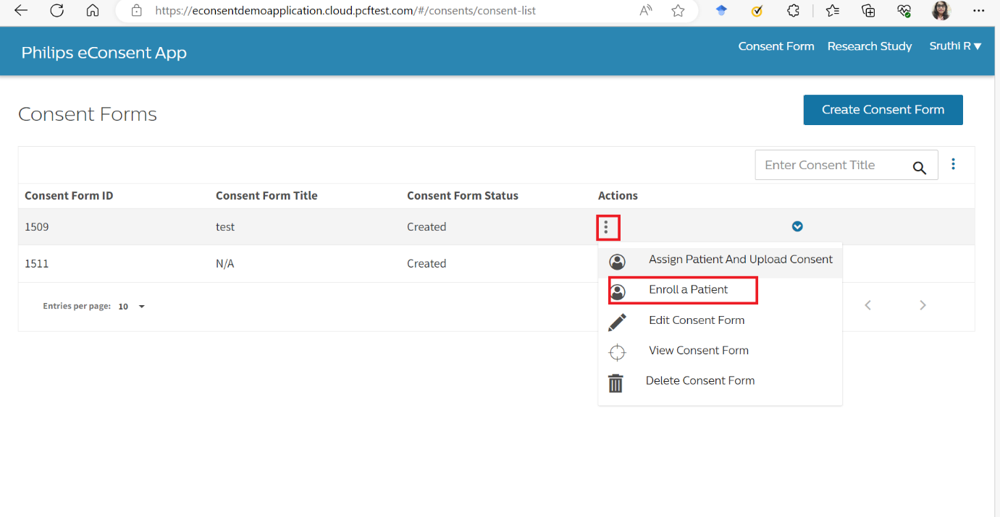 https://econsentdemoapplication.cloud.pcftest.com/#/consents/consent-list
Philips eConsent App
Consent Form Research Study Sruthi R
Consent Forms
Create Consent Form
Enter Consent Title
Consent Form ID Consent Form Title Consent Form Status Actions
1509 test Created
1511 N/A Created
Assign Patient And Upload Consent
Enroll a Patient
Edit Consent Form
View Consent Form
Delete Consent Form
Entries per page: 10